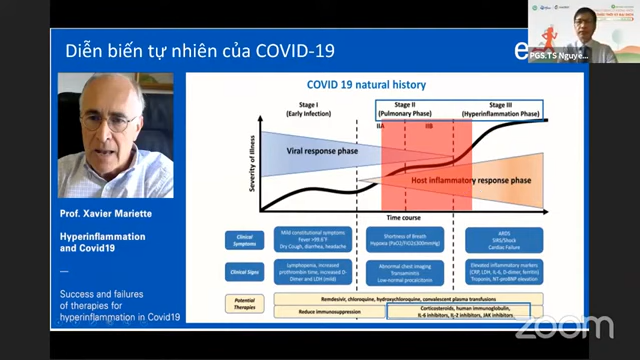 Diễn biến tự nhiên của COVID-19
e
PGS.TS Nguye...
Prof. Xavier Mariette
Hyperinflammation
and Covid19
Success and failures
of therapies for
hyperinflammation in Covid19
COVID 19 natural history
Stage I
(Early Infection)
Stage II
(Pulmonary Phase)
Stage III
(Hyperinflammation Phase)
IIA
IIB
Severity of Illness
Viral response phase
Host inflammatory response phase
Time course
Clinical
Symptoms
Mild constitutional symptoms
Fever >99.6°F
Dry Cough, diarrhea, headache
Shortness of Breath
Hypoxia (PaO2/FiO2≤300mmHg)
ARDS
SIRS/Shock
Cardiac Failure
Clinical Signs
Lymphopenia, increased
prothrombin time, increased D-
Dimer and LDH (mild)
Abnormal chest imaging
Transaminitis
Low-normal procalcitonin
Elevated inflammatory markers
(CRP, LDH, IL-6, D-dimer, ferritin)
Troponin, NT-proBNP elevation
Potential
Therapies
Remdesivir, chloroquine, hydroxychloroquine, convalescent plasma transfusions
Reduce immunosuppression
Corticosteroids, human immunoglobulin,
IL-6 inhibitors, IL-2 inhibitors, JAK inhibitors
zoom